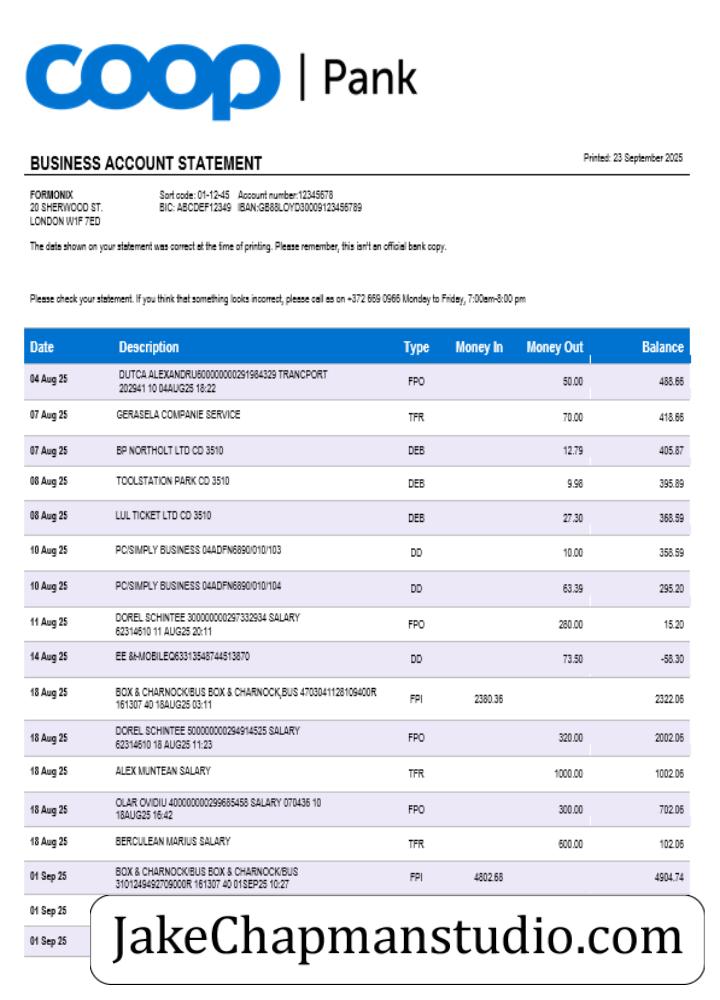 coop | Pank
BUSINESS ACCOUNT STATEMENT
Printed: 23 September 2025
FORMONIX
Sort code: 01-12-45 Account number:12345678
20 SHERWOOD ST.
BIC: ABCDEF12349 IBAN:GB88LOYD30009123456789
LONDON W1F 7ED
The data shown on your statement was correct at the time of printing. Please remember, this isn't an official bank copy.
Please check your statement. If you think that something looks incorrect, please call as on +372 669 0966 Monday to Friday, 7:00am-8:00 pm
Date Description Type Money In Money Out Balance
04 Aug 25 DUTCA ALEXANDRU600000000291984329 TRANCPORT
202941 10 04AUG25 18:22 FPO 50.00 488.66
07 Aug 25 GERASELA COMPANIE SERVICE TFR 70.00 418.66
07 Aug 25 BP NORTHOLT LTD CD 3510 DEB 12.79 405.87
08 Aug 25 TOOLSTATION PARK CD 3510 DEB 9.98 395.89
08 Aug 25 LUL TICKET LTD CD 3510 DEB 27.30 368.59
10 Aug 25 PC/SIMPLY BUSINESS 04ADFN6890/010/103 DD 10.00 358.59
10 Aug 25 PC/SIMPLY BUSINESS 04ADFN6890/010/104 DD 63.39 295.20
11 Aug 25 DOREL SCHINTEE 300000000297332934 SALARY
62314610 11 AUG25 20:11 FPO 280.00 15.20
14 Aug 25 EE &t-MOBILEQ63313548744513870 DD 73.50 -58.30
18 Aug 25 BOX & CHARNOCK/BUS BOX & CHARNOCK,BUS 4703041128109400R
161307 40 18AUG25 03:11 FPI 2380.36 2322.06
18 Aug 25 DOREL SCHINTEE 500000000294914525 SALARY
62314610 18 AUG25 11:23 FPO 320.00 2002.06
18 Aug 25 ALEX MUNTEAN SALARY TFR 1000.00 1002.06
18 Aug 25 OLAR OVIDIU 400000000299685458 SALARY 070436 10
18AUG25 16:42 FPO 300.00 702.06
18 Aug 25 BERCULEAN MARIUS SALARY TFR 600.00 102.06
01 Sep 25 BOX & CHARNOCK/BUS BOX & CHARNOCK/BUS
3101249492709000R 161307 40 01SEP25 10:27 FPI 4802.68 4904.74
01 Sep 25
01 Sep 25
JakeChapmanstudio.com